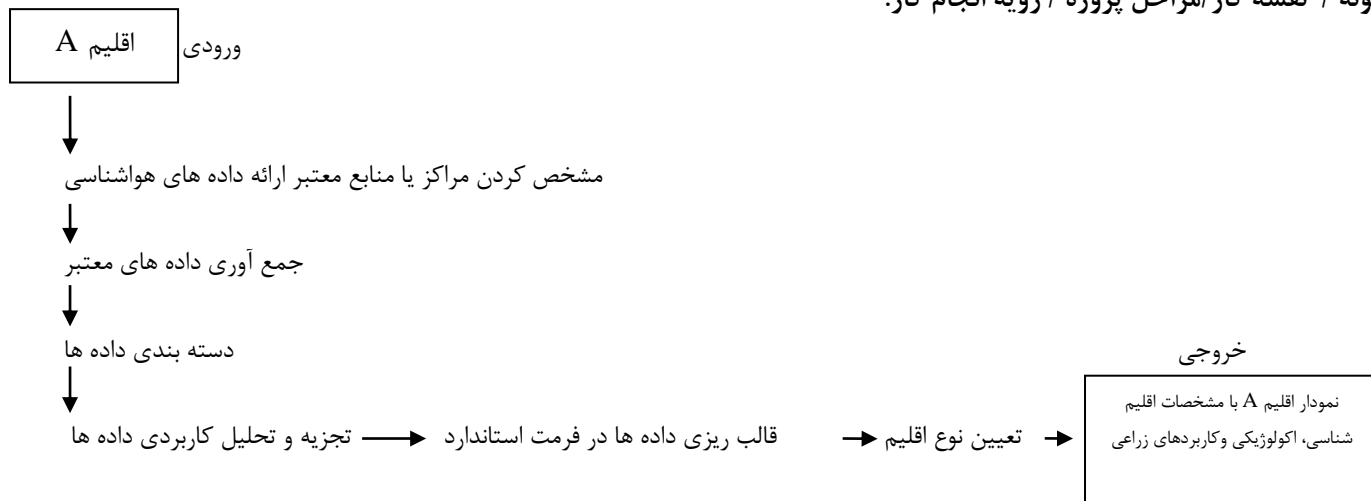 نقشه کار/مراحل پروژه / رویه انجام کار:
اقلیم A
ورودی
مشخص کردن مراکز یا منابع معتبر ارائه داده های هواشناسی
جمع آوری داده های معتبر
دسته بندی داده ها
تجزیه و تحلیل کاربردی داده ها
قالب ریزی داده ها در فرمت استاندارد
تعیین نوع اقلیم
خروجی
نمودار اقلیم A با مشخصات اقلیم
شناسی، اکولوژیکی وکاربردهای زراعی